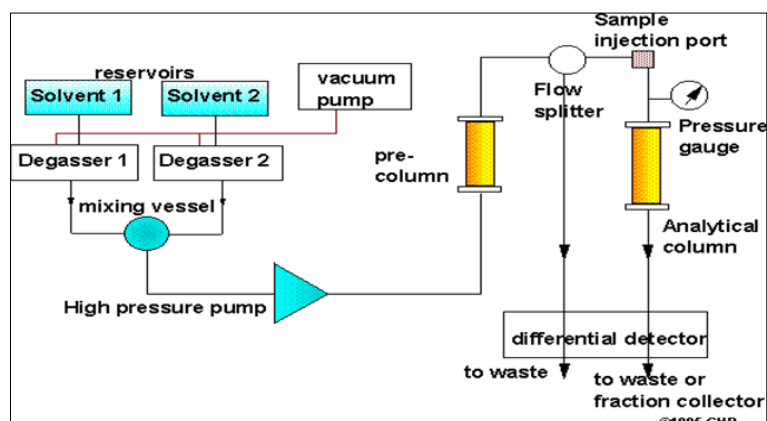 Sample
injection port
reservoirs
Solvent 1
Solvent 2
vacuum
pump
Flow
splitter
Degasser 1
Degasser 2
pre-
column
Pressure
gauge
mixing vessel
Analytical
column
High pressure pump
differential detector
to waste
to waste or
fraction collector